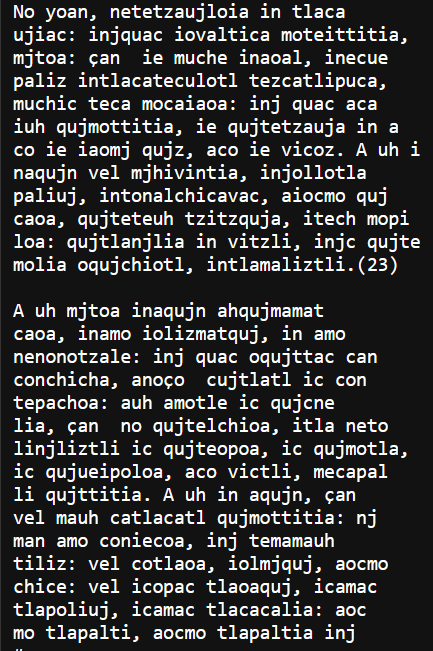 No yoan, netetzaujloia in tlaca
ujiac: injquac iovaltica moteittitia,
mjtoa: çan  ie muche inaoal, inecue
paliz intlacateculotl tezcatlipuca,
muchic teca mocaiaoa: inj quac aca
iuh qujmottitia, ie qujtetzauja in a
co ie iaomj qujz, aco ie vicoz. A uh i
naqujn vel mjhivintia, injollotla
paliuj, intonalchicavac, aiocmo quj
caoa, qujteteuh tzitzquja, itech mopi
loa: qujtlanjlia in vitzli, injc qujte
molia oqujchiotl, intlamaliztli.(23)

A uh mjtoa inaqujn ahqujmamat
caoa, inamo iolizmatquj, in amo
nenonotzale: inj quac oqujttac can
conchicha, anoço  cujtlatl ic con
tepachoa: auh amotle ic qujcne
lia, çan  no qujtelchioa, itla neto
linjliztli ic qujteopoa, ic qujmotla,
ic qujueipoloa, aco victli, mecapal
li qujttitia. A uh in aqujn, çan
vel mauh catlacatl qujmottitia: nj
man amo coniecoa, inj temamauh
tiliz: vel cotlaoa, iolmjquj, aocmo
chice: vel icopac tlaoaquj, icamac
tlapoliuj, icamac tlacacalia: aoc
mo tlapalti, aocmo tlapaltia inj